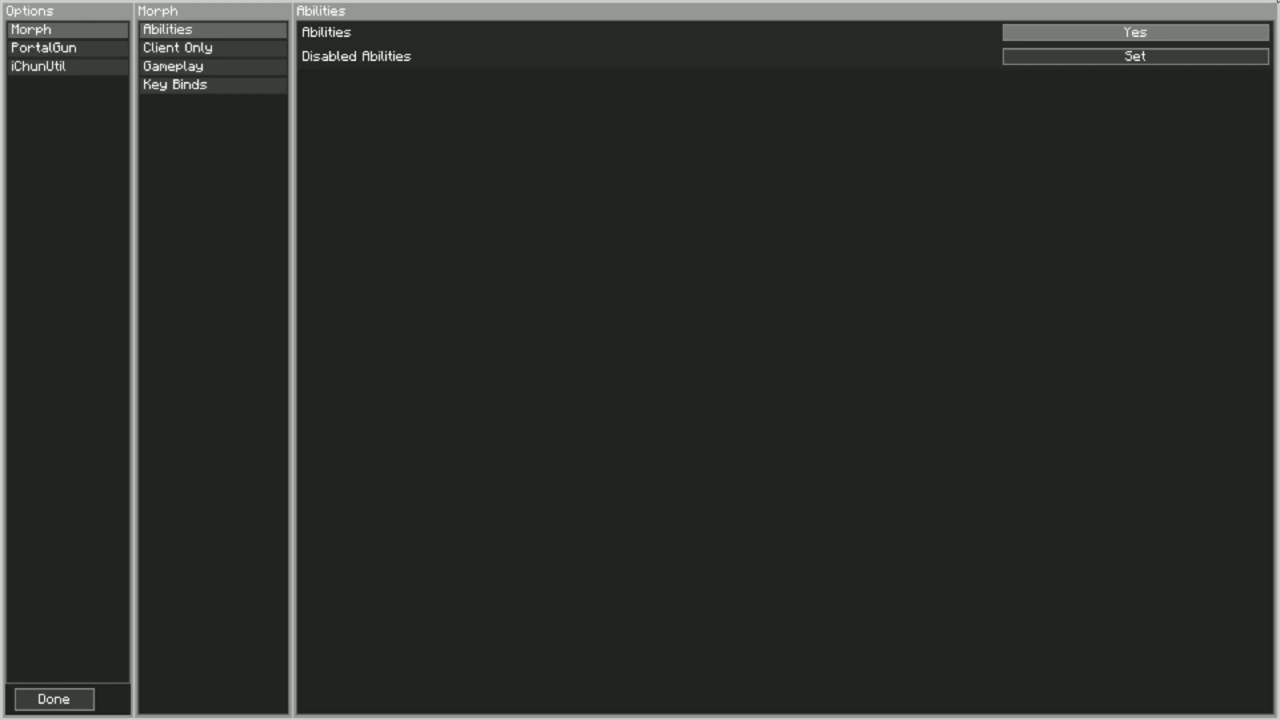 Options
Morph
PortalGun
iChunUtil
Done
Morph
Abilities
Client Only
Gameplay
Key Binds
Abilities
Abilities Yes
Disabled Abilities Set